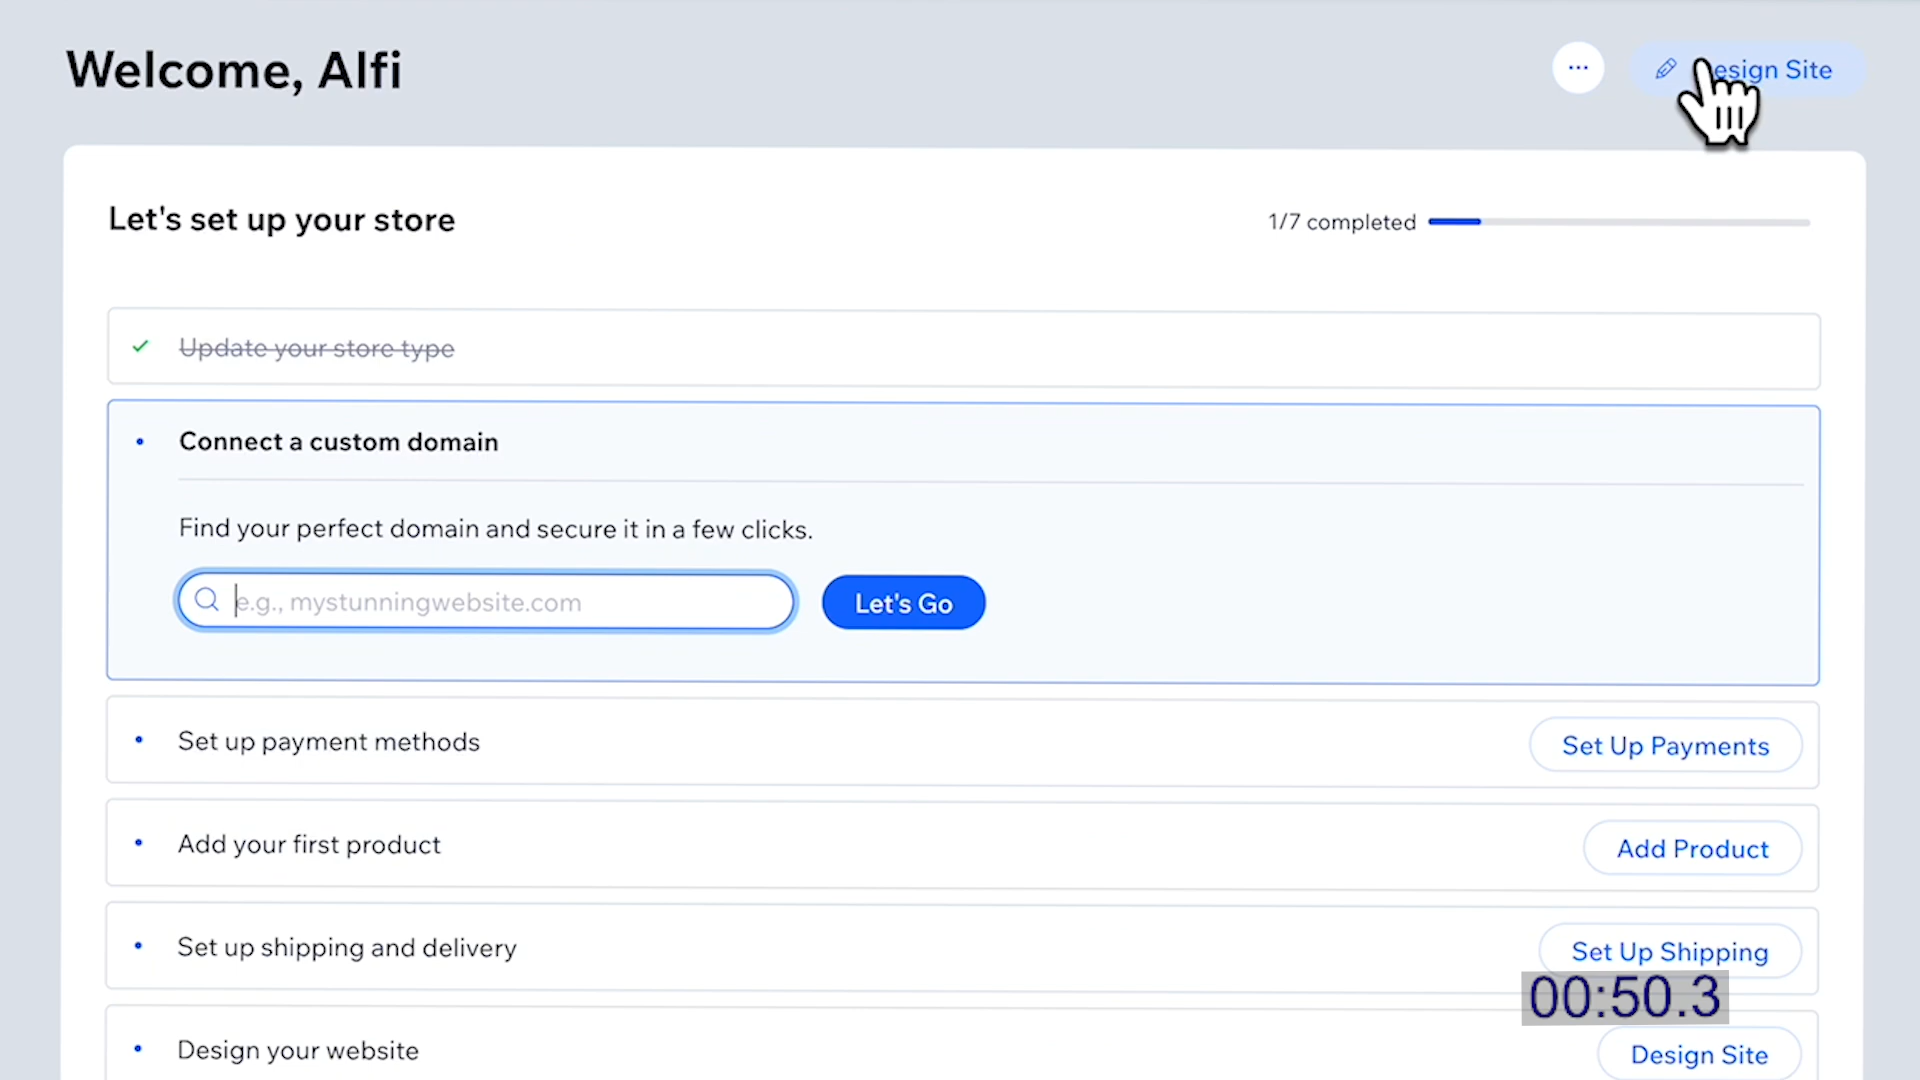 Welcome, Alfi
...
esign Site
Let's set up your store
1/7 completed
Update your store type
Connect a custom domain
Find your perfect domain and secure it in a few clicks.
e.g., mystunningwebsite.com
Let's Go
Set up payment methods
Set Up Payments
Add your first product
Add Product
Set up shipping and delivery
Set Up Shipping
00:50.3
Design your website
Design Site